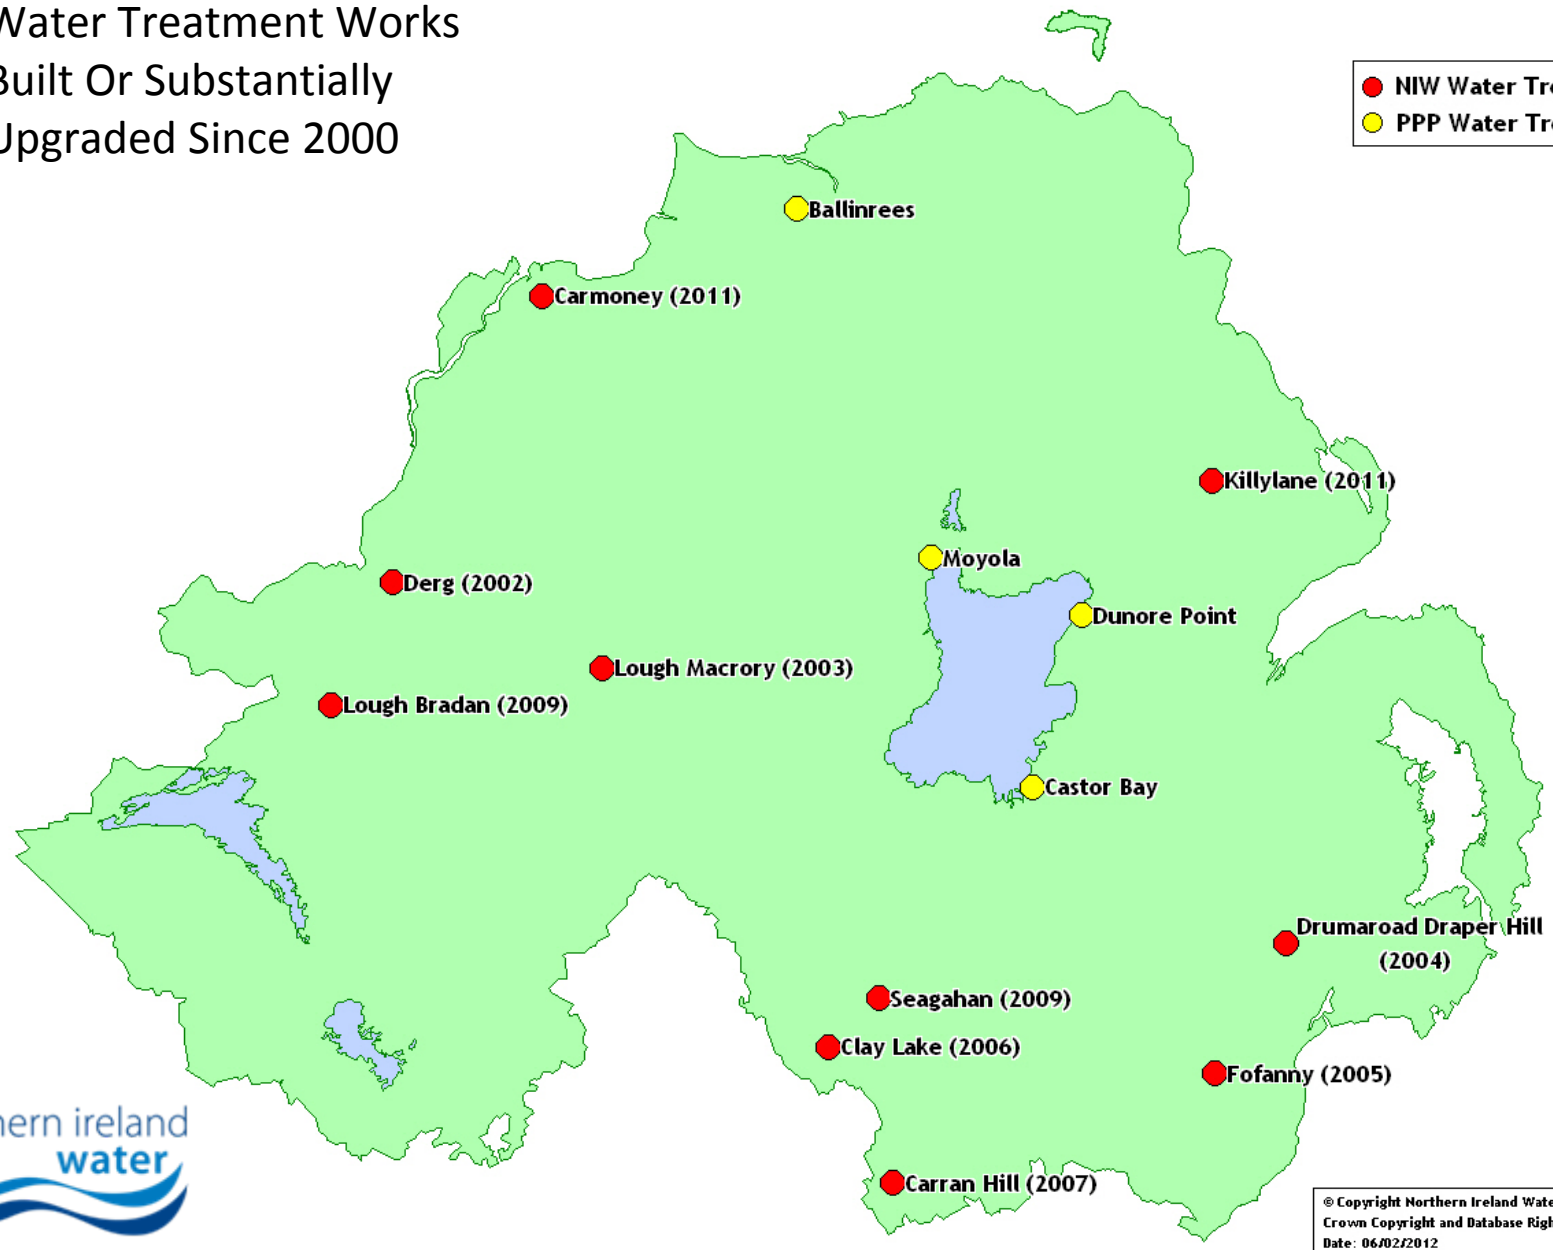 Water Treatment Works
Built Or Substantially
Upgraded Since 2000
NIW Water Tre
PPP Water Tre
Ballinrees
Carmoney (2011)
Killylane (2011)
Moyola
Derg (2002)
Dunore Point
Lough Macrory (2003)
Lough Bradan (2009)
Castor Bay
Drumaroad Draper Hill
(2004)
Seagahan (2009)
Clay Lake (2006)
Fofanny (2005)
hern ireland
water
Carran Hill (2007)
© Copyright Northern Ireland Wate
Crown Copyright and Database Righ
Date: 06/02/2012